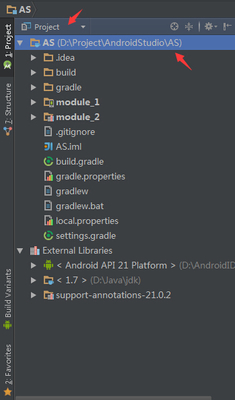 AS
Project
AS (D:\Project\AndroidStudio\AS)
.idea
build
gradle
module_1
module_2
.gitignore
AS.iml
build.gradle
gradle.properties
gradlew
gradlew.bat
local.properties
settings.gradle
External Libraries
< Android API 21 Platform > (D:\AndroidID
< 1.7 > (D:\Java\jdk)
support-annotations-21.0.2
1: Project
7: Structure
Build Variants
2: Favorites